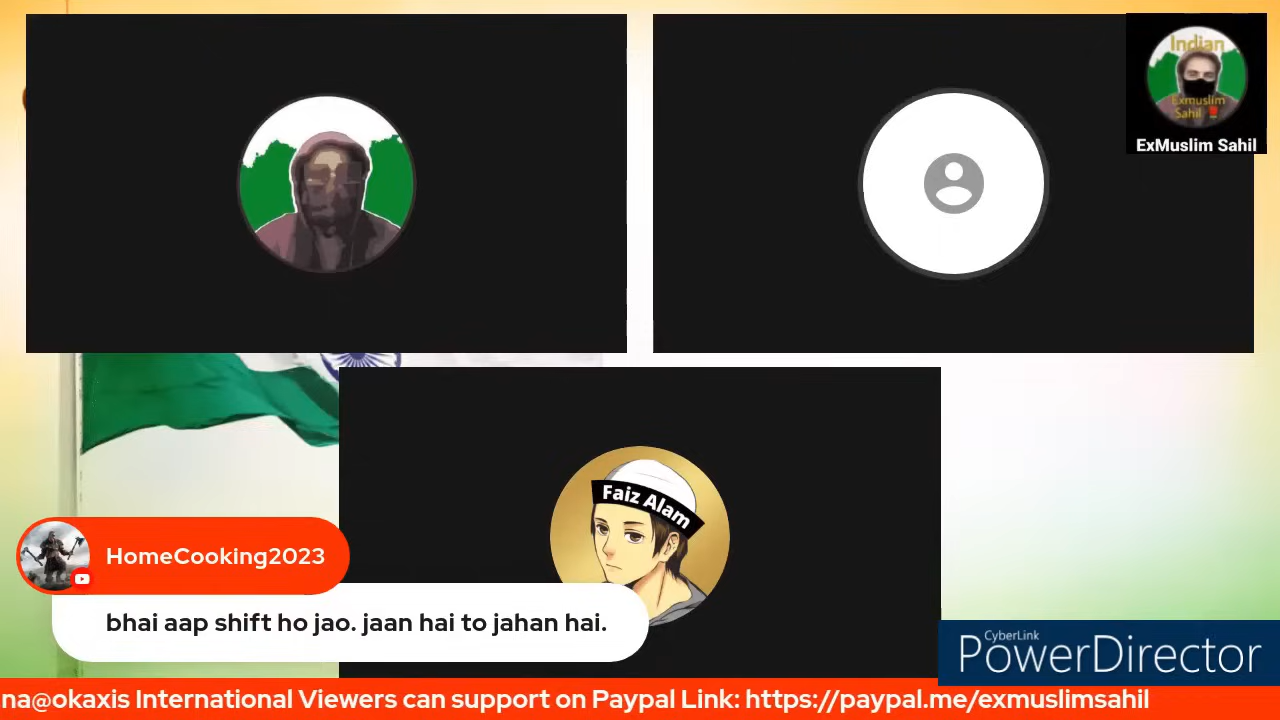 Indian
Exmuslim
Sahil
ExMuslim Sahil
Faiz Alam
HomeCooking2023
bhai aap shift ho jao. jaan hai to jahan hai.
CyberLink
PowerDirector
na@okaxis International Viewers can support on Paypal Link: https://paypal.me/exmuslimsahil